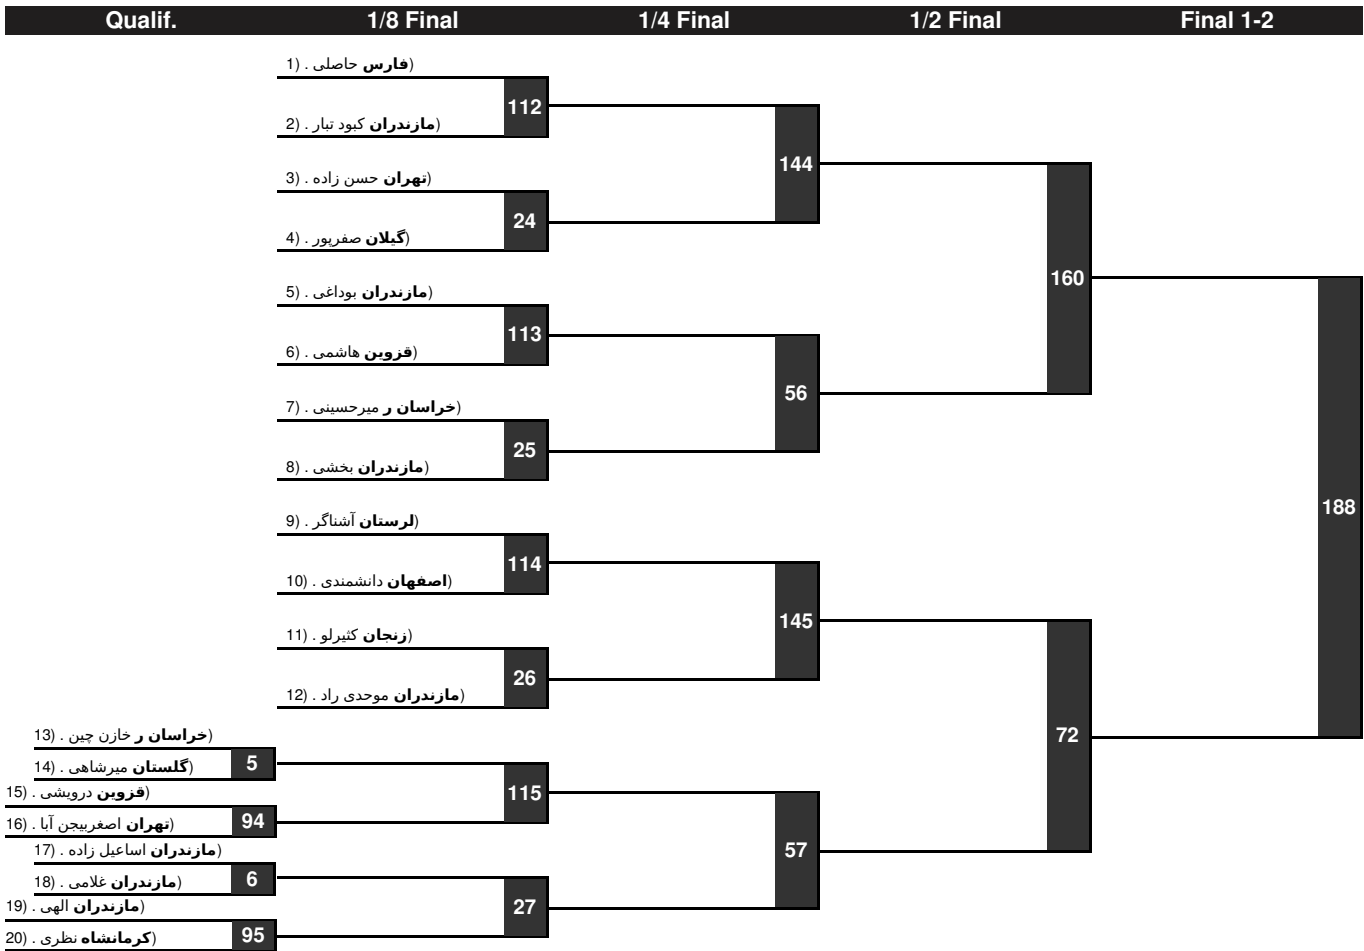 Qualif. 1/8 Final 1/4 Final 1/2 Final Final 1-2
1) . حاصلی (فارس)
112
2) . کبود تبار (مازندران)
144
3) . حسن زاده (تهران)
24
4) . صفرپور (گیلان)
160
5) . بوداغی (مازندران)
113
6) . هاشمی (قزوین)
56
7) . میرحسینی (خراسان ر)
25
8) . بخشی (مازندران)
188
9) . آشناگر (لرستان)
114
10) . دانشمندی (اصفهان)
145
11) . کثیرلو (زنجان)
26
12) . موحدی راد (مازندران)
13) . خازن چین (خراسان ر)
72
5
14) . میرشاهی (گلستان)
15) . درویشی (قزوین)
115
94
16) . اصغربیجن آبا (تهران)
17) . اساعیل زاده (مازندران)
57
6
18) . غلامی (مازندران)
19) . الهی (مازندران)
27
95
20) . نظری (کرمانشاه)